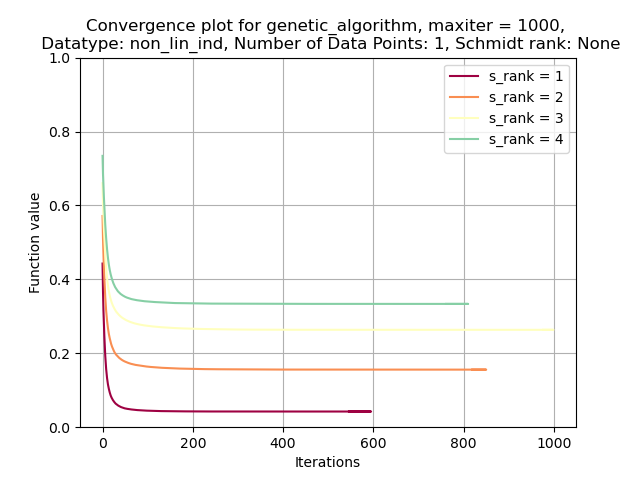 Convergence plot for genetic_algorithm, maxiter = 1000,
Datatype: non_lin_ind, Number of Data Points: 1, Schmidt rank: None
1.0
0.8
0.6
0.4
0.2
0.0
Function value
s_rank = 1
s_rank = 2
s_rank = 3
s_rank = 4
0 200 400 600 800 1000
Iterations